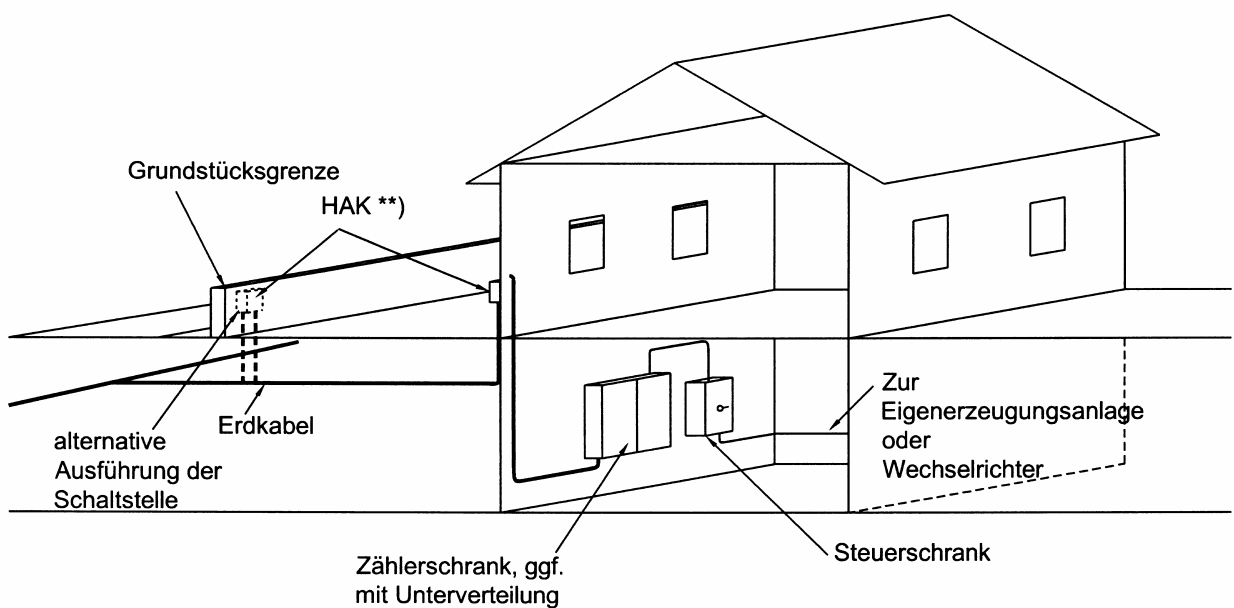 Grundstücksgrenze
HAK **)
Zur
Eigenerzeugungsanlage
oder
Wechselrichter
Erdkabel
alternative
Ausführung der
Schaltstelle
Steuerschrank
Zählerschrank, ggf.
mit Unterverteilung